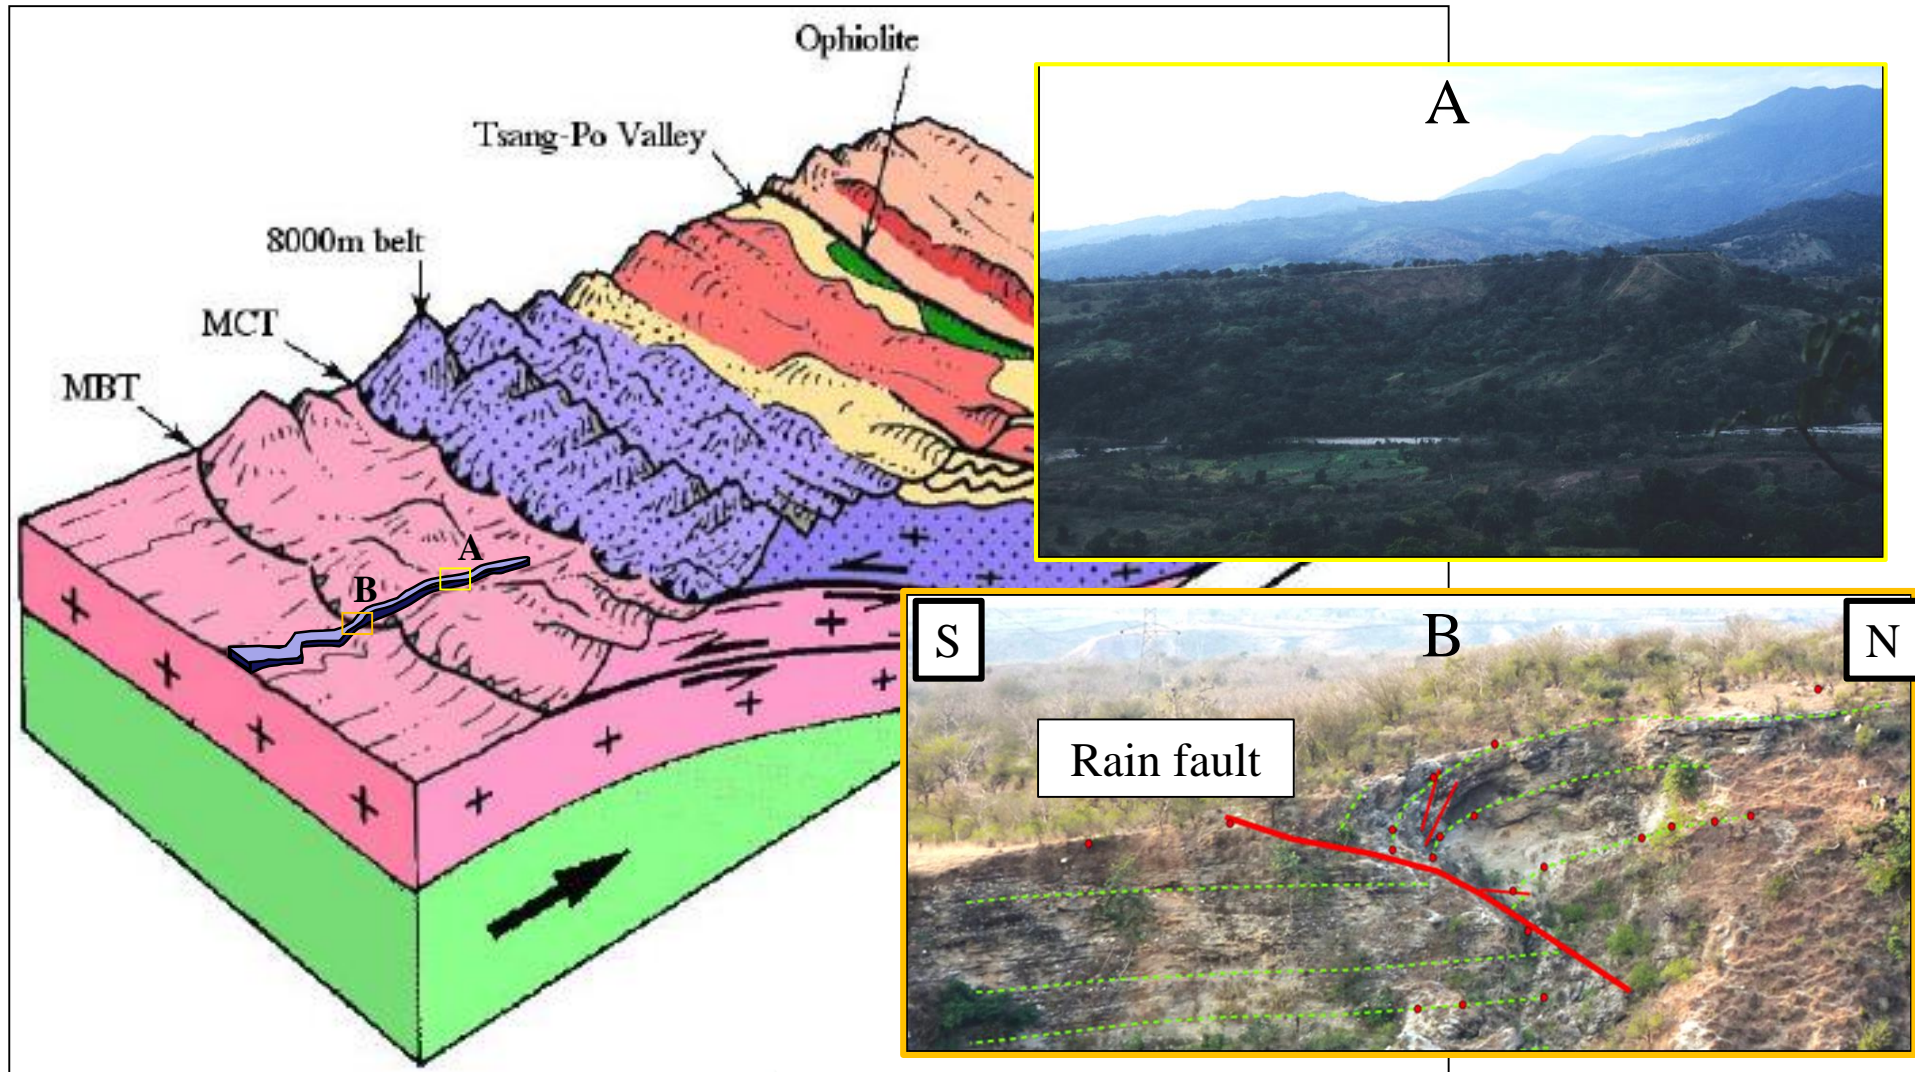 Ophiolite
A
Tsang-Po Valley
8000m belt
MCT
MBT
A
B
S
B
N
Rain fault